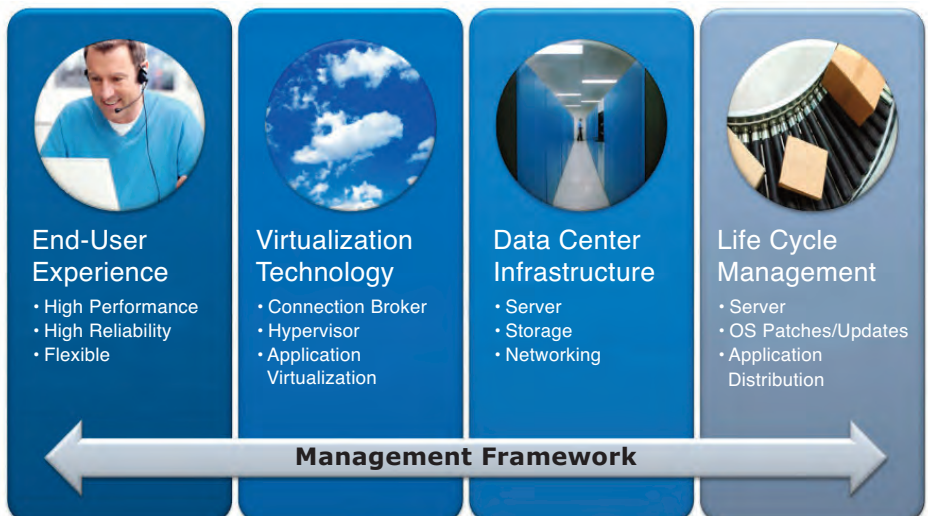 End-User
Experience
• High Performance
• High Reliability
• Flexible
Virtualization
Technology
• Connection Broker
• Hypervisor
• Application
Virtualization
Data Center
Infrastructure
• Server
• Storage
• Networking
Life Cycle
Management
• Server
• OS Patches/Updates
• Application
Distribution
Management Framework